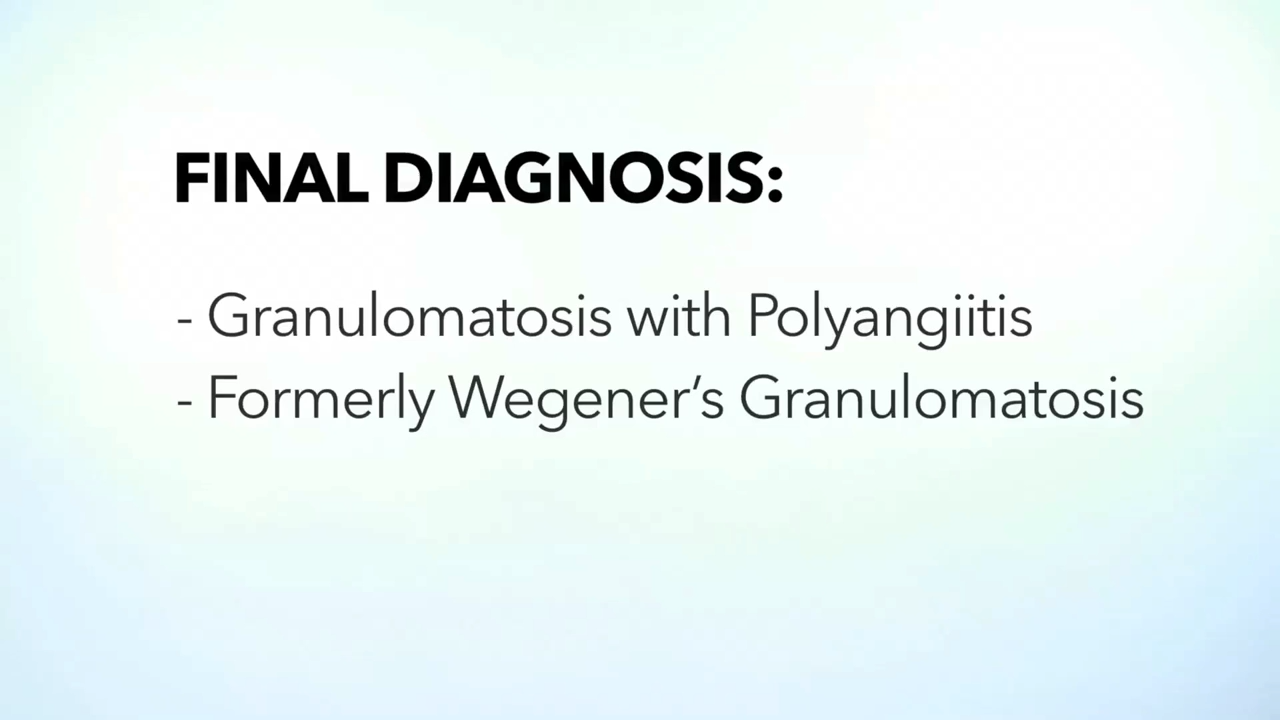 FINAL DIAGNOSIS:
- Granulomatosis with Polyangiitis
- Formerly Wegener’s Granulomatosis